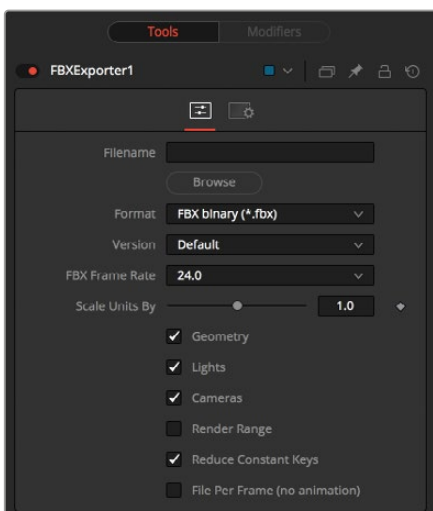 Tools Modifiers
FBXExporter1
Filename
Browse
Format FBX binary (*.fbx)
Version Default
FBX Frame Rate 24.0
Scale Units By 1.0
Geometry
Lights
Cameras
Render Range
Reduce Constant Keys
File Per Frame (no animation)